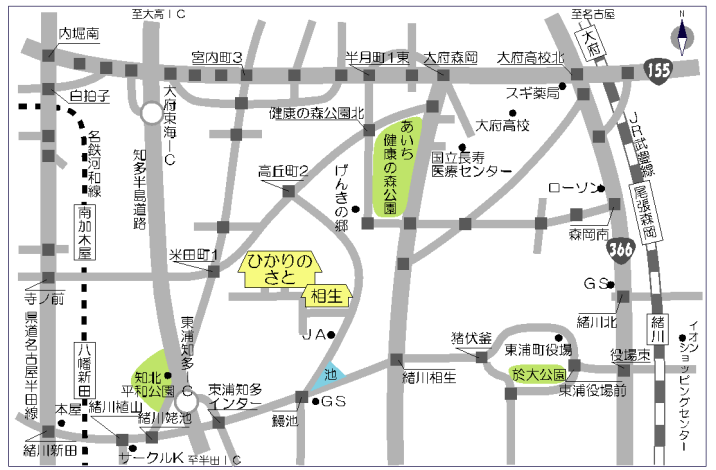 至大高IC
至名古屋
N
内堀南
宮内町3
半月町1東
大府森岡
大府高校北
大府
155
白拍子
大府東海IC
健康の森公園北
スギ薬局
大府高校
あいち
健康の森公園
国立長寿
医療センター
JR武豊線
名鉄河和線
知多半島道路
高丘町2
げんきの郷
ローソン
尾張森岡
南加木屋
森岡南
366
米田町1
ひかりの
さと
相生
寺ノ前
GS
緒川北
県道名古屋半田線
八幡新田
東浦知多IC
JA
猪伏釜
東浦町役場
緒川
イオン
ショッピングセンター
知北
平和公園
池
緒川相生
於大公園
役場東
東浦役場前
本屋
緒川植山
緒川姥池
東浦知多
インター
鰻池
GS
緒川新田
サークルK
至半田IC